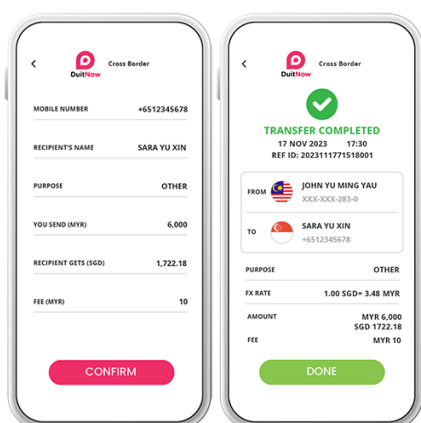 DuitNow
Cross Border
MOBILE NUMBER +6512345678
RECIPIENT'S NAME SARA YU XIN
PURPOSE OTHER
YOU SEND (MYR) 6,000
RECIPIENT GETS (SGD) 1,722.18
FEE (MYR) 10
CONFIRM
DuitNow
Cross Border
TRANSFER COMPLETED
17 NOV 2023 17:30
REF ID: 2023111771518001
FROM JOHN YU MING YAU
XXX-XXX-283-0
TO SARA YU XIN
+6512345678
PURPOSE OTHER
FX RATE 1.00 SGD= 3.48 MYR
AMOUNT MYR 6,000
SGD 1722.18
FEE MYR 10
DONE